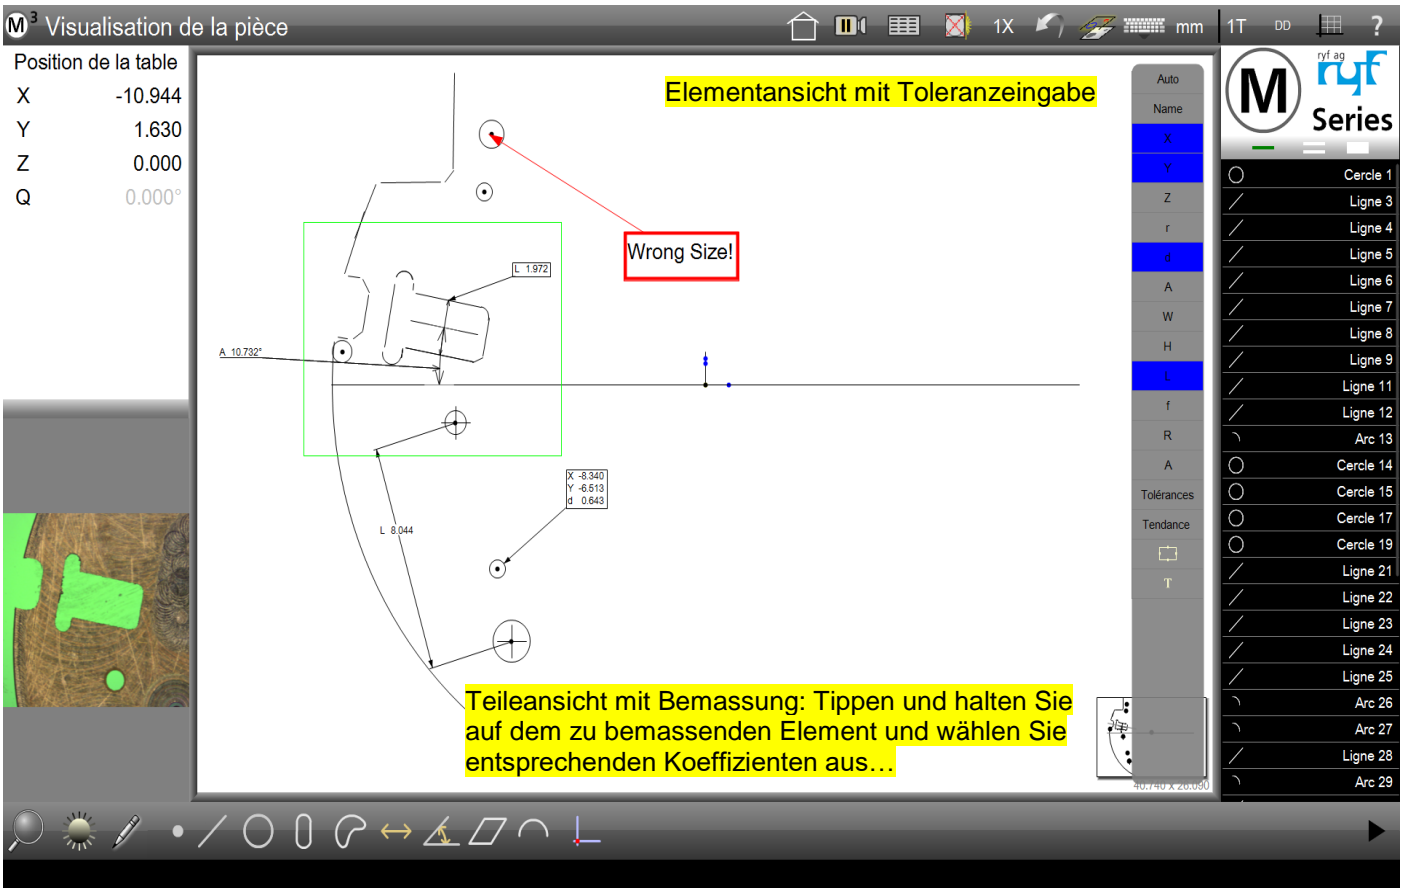 M³ Visualisation de la pièce
1X
mm
1T
DD
?
Position de la table
X -10.944
Y 1.630
Z 0.000
Q 0.000°
Elementansicht mit Toleranzeingabe
Wrong Size!
L 1.972
A 10.732°
X -8.340
Y -6.513
d 0.643
L 8.044
Teileansicht mit Bemassung: Tippen und halten Sie
auf dem zu bemassenden Element und wählen Sie
entsprechenden Koeffizienten aus…
Auto
Name
X
Y
Z
r
d
A
W
H
L
f
R
A
Tolérances
Tendance
T
40.740 x 26.090
M
ryf ag
ryf
Series
Cercle 1
Ligne 3
Ligne 4
Ligne 5
Ligne 6
Ligne 7
Ligne 8
Ligne 9
Ligne 11
Ligne 12
Arc 13
Cercle 14
Cercle 15
Cercle 17
Cercle 19
Ligne 21
Ligne 22
Ligne 23
Ligne 24
Ligne 25
Arc 26
Arc 27
Ligne 28
Arc 29